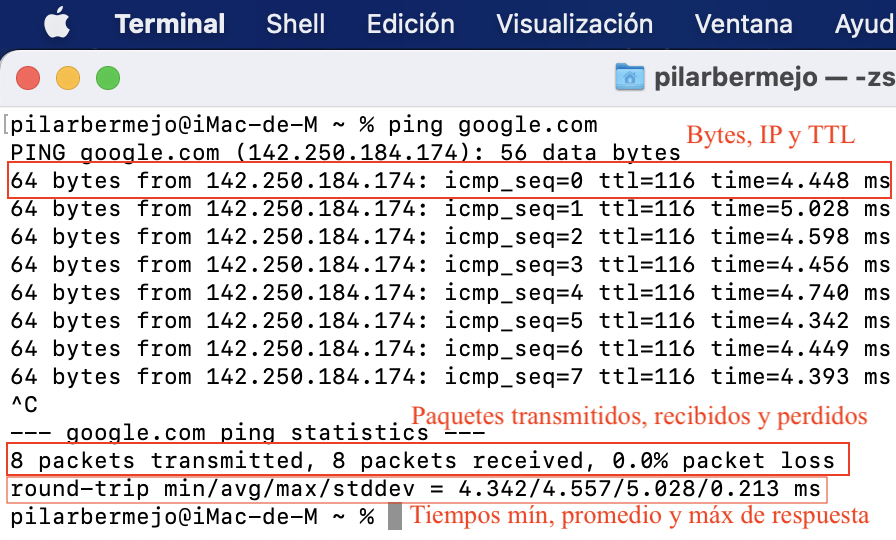 Terminal Shell Edición Visualización Ventana Ayud
pilarbermejo — -zs
[pilarbermejo@iMac-de-M ~ % ping google.com
Bytes, IP y TTL
PING google.com (142.250.184.174): 56 data bytes
64 bytes from 142.250.184.174: icmp_seq=0 ttl=116 time=4.448 ms
64 bytes from 142.250.184.174: icmp_seq=1 ttl=116 time=5.028 ms
64 bytes from 142.250.184.174: icmp_seq=2 ttl=116 time=4.598 ms
64 bytes from 142.250.184.174: icmp_seq=3 ttl=116 time=4.456 ms
64 bytes from 142.250.184.174: icmp_seq=4 ttl=116 time=4.740 ms
64 bytes from 142.250.184.174: icmp_seq=5 ttl=116 time=4.342 ms
64 bytes from 142.250.184.174: icmp_seq=6 ttl=116 time=4.449 ms
64 bytes from 142.250.184.174: icmp_seq=7 ttl=116 time=4.393 ms
^C
Paquetes transmitidos, recibidos y perdidos
--- google.com ping statistics ---
8 packets transmitted, 8 packets received, 0.0% packet loss
round-trip min/avg/max/stddev = 4.342/4.557/5.028/0.213 ms
pilarbermejo@iMac-de-M ~ %
Tiempos mín, promedio y máx de respuesta